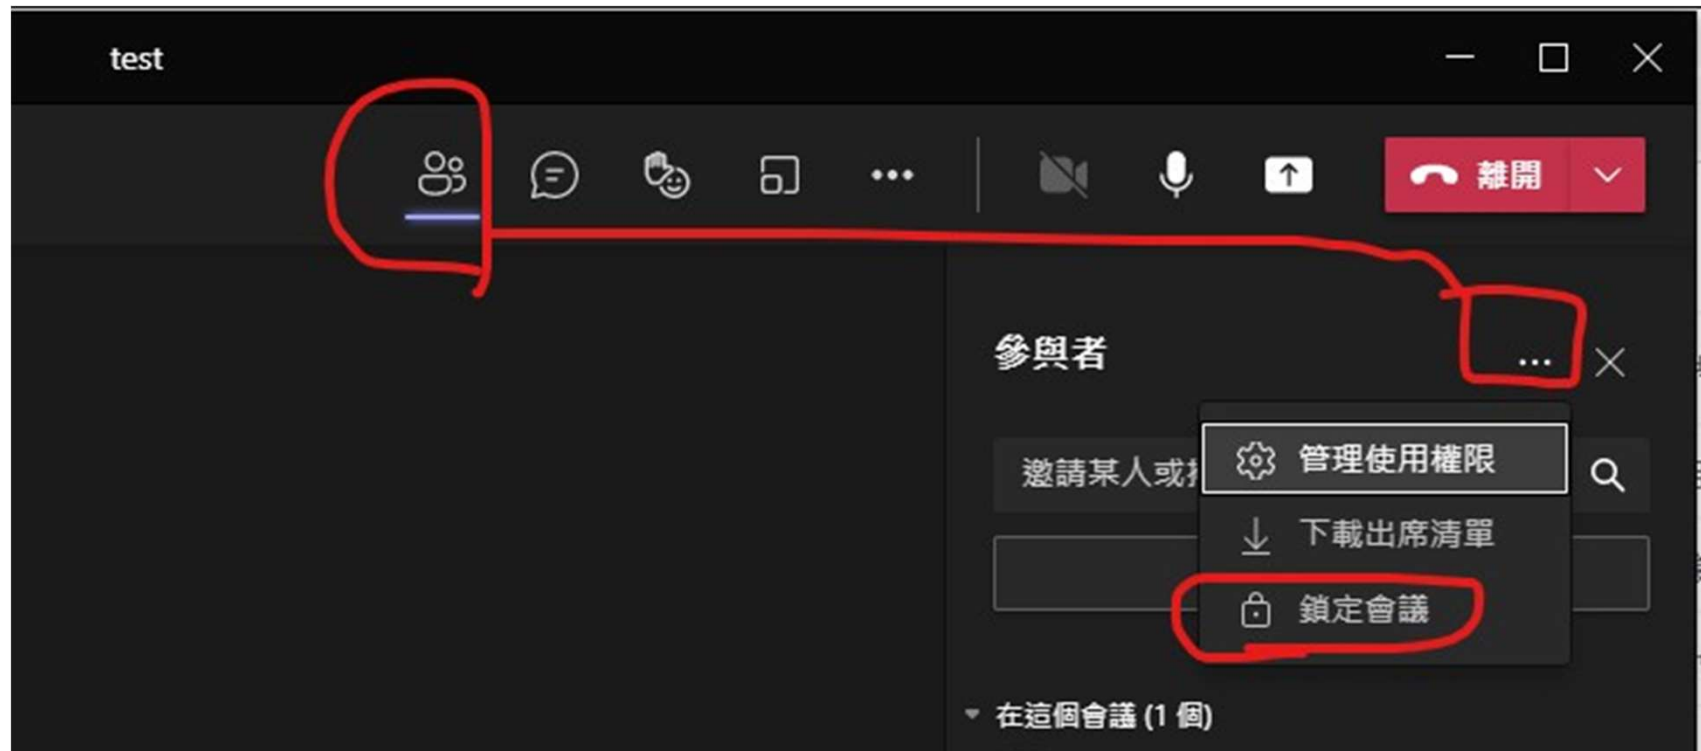 test
離開
參與者
管理使用權限
邀請某人或
下載出席清單
鎖定會議
在這個會議 (1 個)